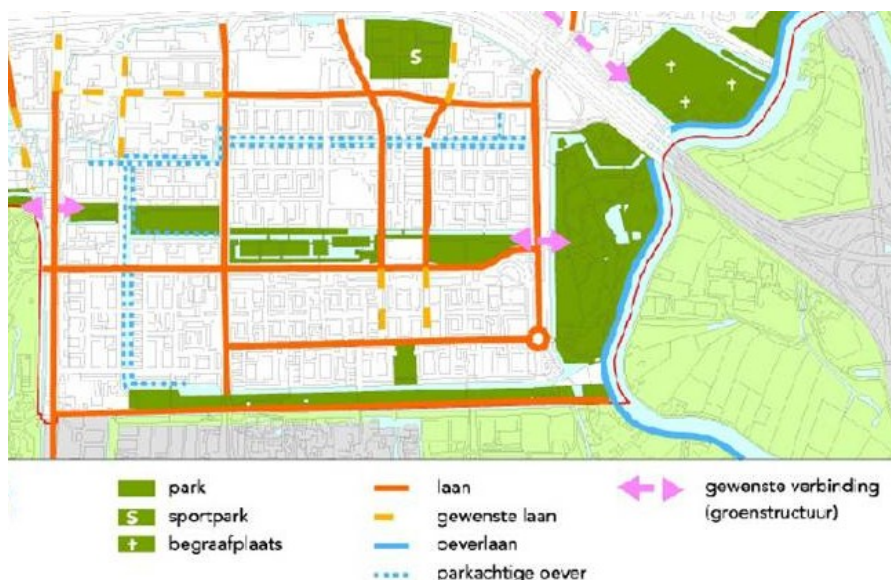 S
park
laan
gewenste verbinding
(groenstructuur)
S sportpark
gewenste laan
begraafplaats
oeverlaan
parkachtige oever